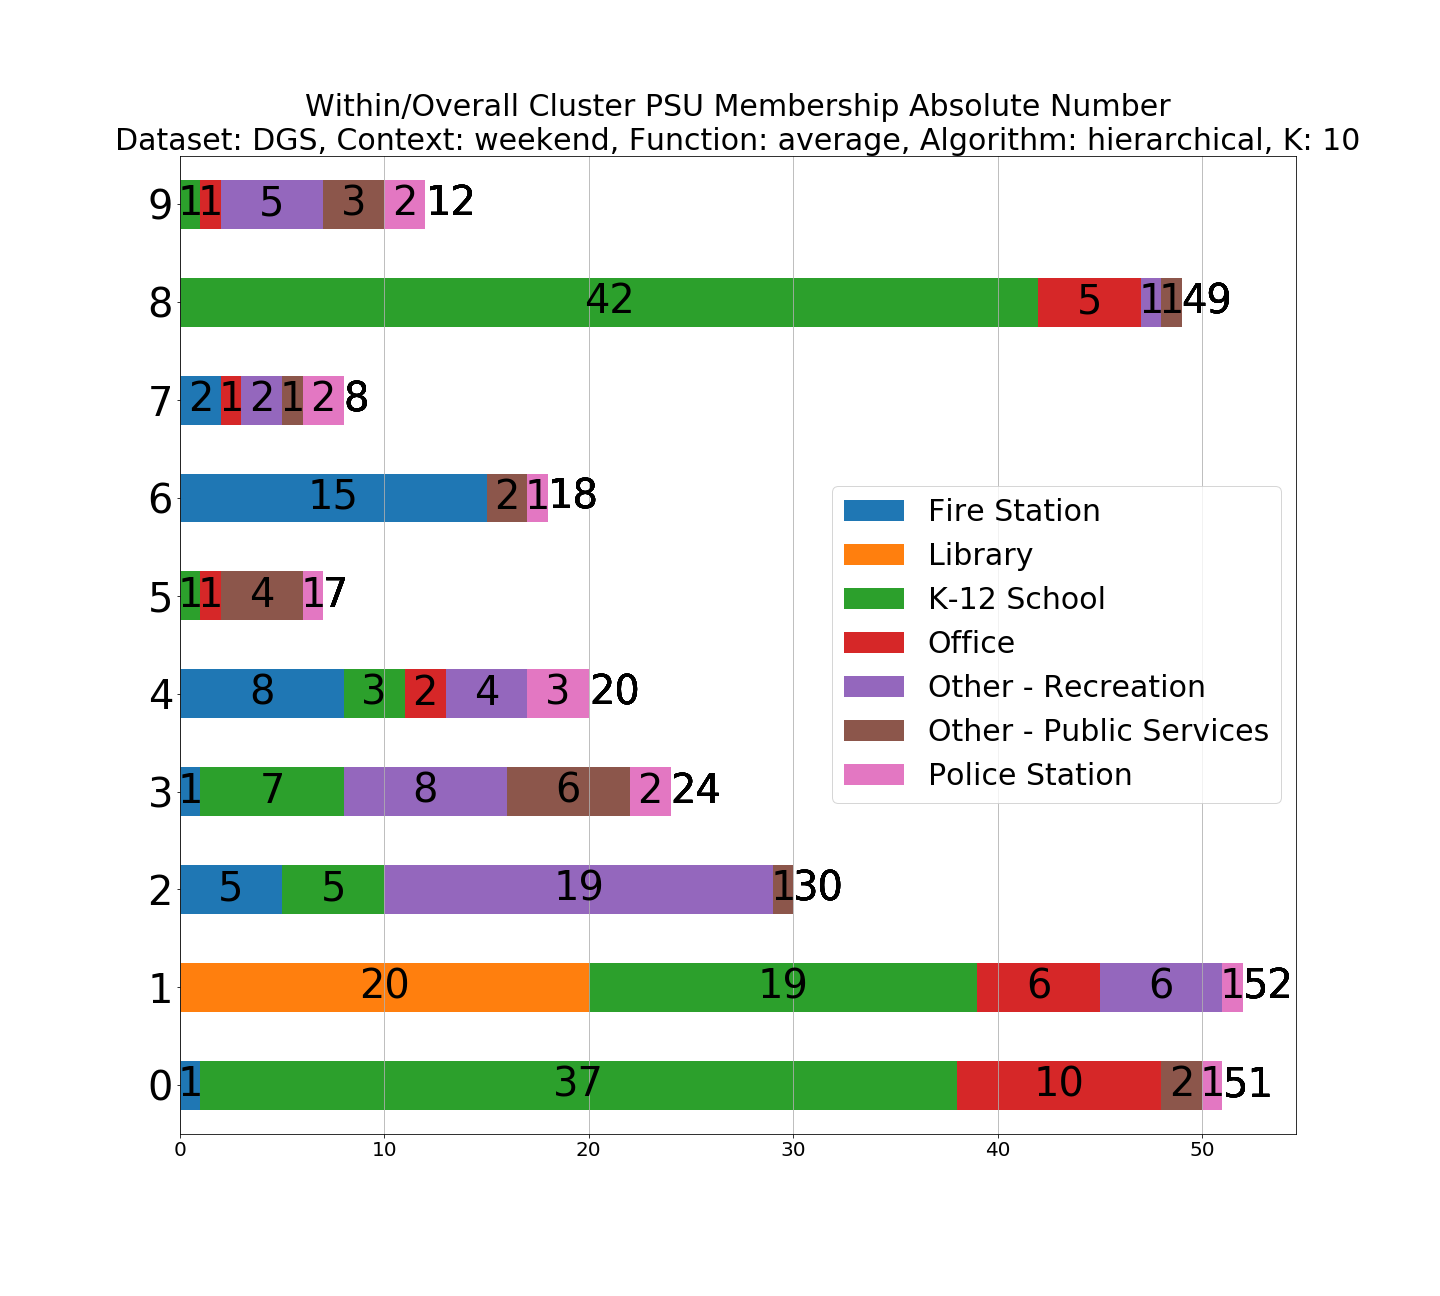 Within/Overall Cluster PSU Membership Absolute Number
Dataset: DGS, Context: weekend, Function: average, Algorithm: hierarchical, K: 10
9 1 1 5 3 2 12
8 42 5 1 1 49
7 2 1 2 1 2 8
6 15 2 1 18
5 1 1 4 1 7
4 8 3 2 4 3 20
3 1 7 8 6 2 24
2 5 5 19 1 30
1 20 19 6 6 1 52
0 1 37 10 2 1 51
0 10 20 30 40 50
Fire Station
Library
K-12 School
Office
Other - Recreation
Other - Public Services
Police Station